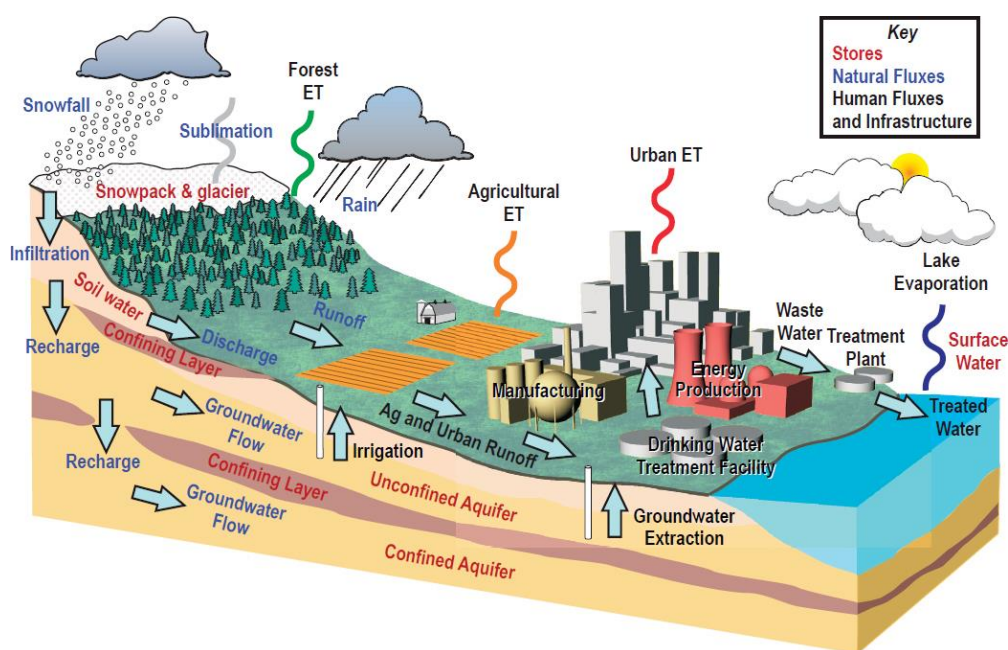 Key
Stores
Natural Fluxes
Human Fluxes
and Infrastructure
Snowfall
Sublimation
Forest
ET
Rain
Snowpack & glacier
Agricultural
ET
Urban ET
Lake
Evaporation
Infiltration
Soil water
Runoff
Discharge
Recharge
Confining Layer
Waste
Water
Treatment
Plant
Surface
Water
Manufacturing
Energy
Production
Treated
Water
Groundwater
Flow
Irrigation
Ag and Urban Runoff
Drinking Water
Treatment Facility
Recharge
Confining Layer
Unconfined Aquifer
Groundwater
Extraction
Groundwater
Flow
Confined Aquifer